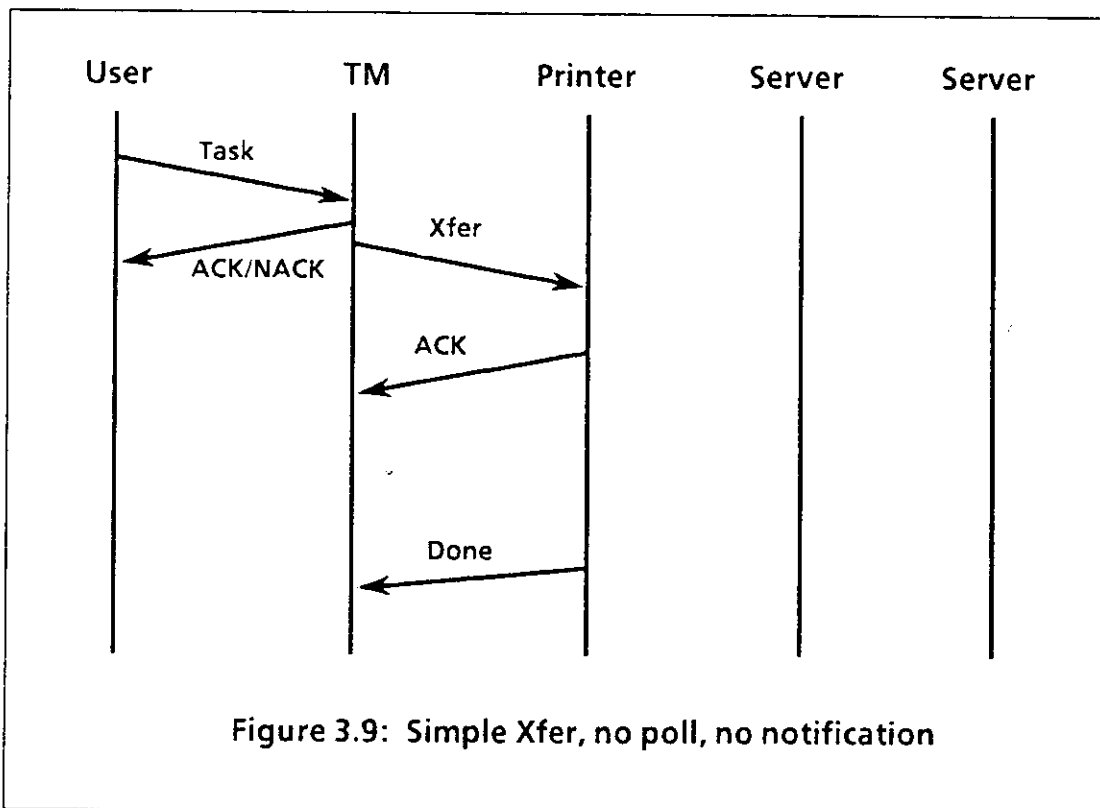 User TM Printer Server Server
Task
Xfer
ACK/NACK
ACK
Done
Figure 3.9: Simple Xfer, no poll, no notification